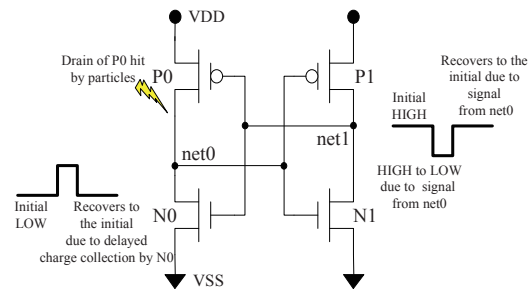 VDD
Drain of P0 hit
by particles
P0
P1
Recovers to the
initial due to
signal
from net0
Initial
HIGH
net1
net0
HIGH to LOW
due to signal
from net0
Initial
LOW
Recovers to
the initial
due to delayed
charge collection by N0
N0
N1
VSS